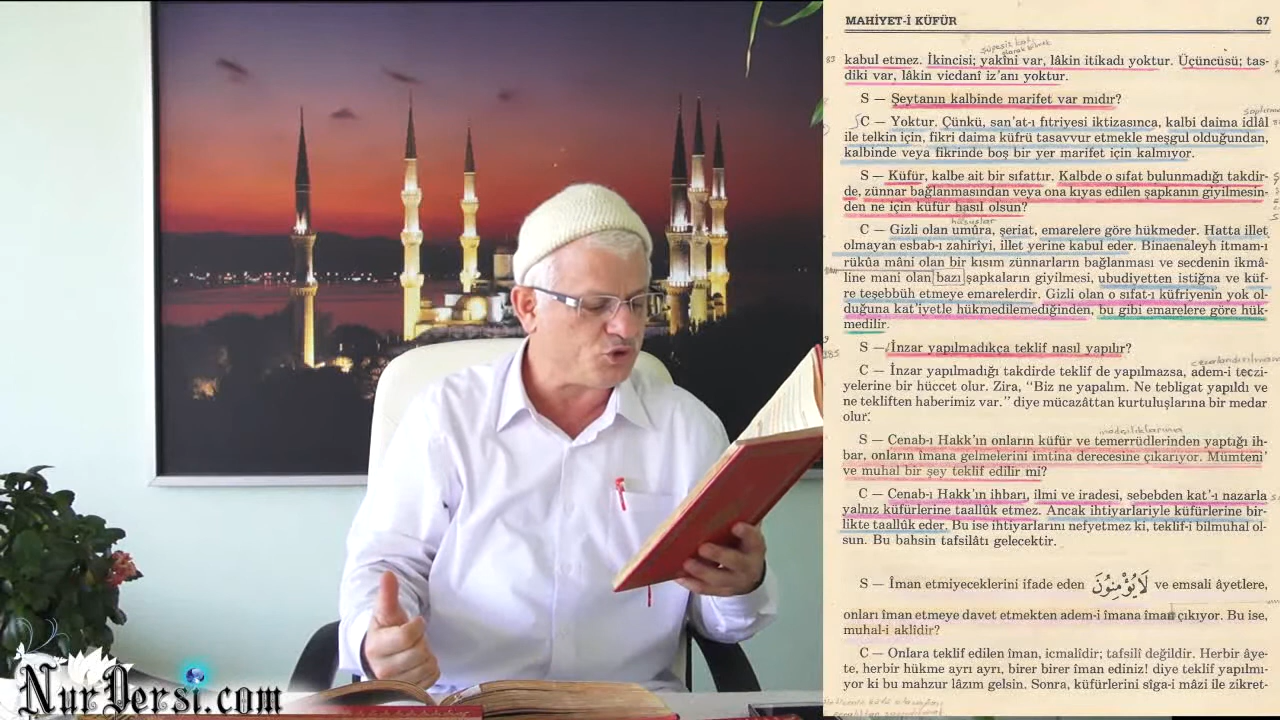 MAHİYET-İ KÜFÜR 67
kabul etmez. İkincisi; yakîni var, lâkin itikadı yoktur. Üçüncüsü; tas-
diki var, lâkin vicdanî iz'anı yoktur.
S — Şeytanın kalbinde marifet var mıdır?
C — Yoktur. Çünkü, san'at-ı fıtriyesi iktizasınca, kalbi daima idlâl
ile telkin için, fikri daima küfrü tasavvur etmekle meşgul olduğundan,
kalbinde veya fikrinde boş bir yer marifet için kalmıyor.
S — Küfür, kalbe ait bir sıfattır. Kalbde o sıfat bulunmadığı takdir-
de, zünnar bağlanmasından veya ona kıyas edilen şapkanın giyilmesin-
den ne için küfür hasıl olsun?
C — Gizli olan umûra, şeriat, emarelere göre hükmeder. Hatta illet
olmayan esbab-ı zahirîyi, illet yerine kabul eder. Binaenaleyh itmam-ı
rükûa mâni olan bir kısım zünnarların bağlanması ve secdenin ikmâ-
line mani olan bazı şapkaların giyilmesi, ubudiyetten istiğna ve küf-
re teşebbüh etmeye emarelerdir. Gizli olan o sıfat-ı küfriyenin yok ol-
duğuna kat'iyetle hükmedilemediğinden, bu gibi emarelere göre hük-
medilir.
S — İnzar yapılmadıkça teklif nasıl yapılır?
C — İnzar yapılmadığı takdirde teklif de yapılmazsa, adem-i tecзi-
yelerine bir hüccet olur. Zira, "Biz ne yapalım. Ne tebligat yapıldı ve
ne tekliften haberimiz var." diye mücazâttan kurtuluşlarına bir medar
olur.
S — Cenab-ı Hakk'ın onların küfür ve temerrüdlerinden yaptığı ih-
bar, onların îmana gelmelerini imtina derecesine çıkarıyor. Mümteni'
ve muhal bir şey teklif edilir mi?
C — Cenab-ı Hakk'ın ihbarı, ilmi ve iradesi, sebebden kat'-ı nazarla
yalnız küfürlerine taallûk etmez. Ancak ihtiyarlariyle küfürlerine bir-
likte taallûk eder. Bu ise ihtiyarlarını nefyetmez ki, teklif-i bilmuhal ol-
sun. Bu bahsin tafsilâtı gelecektir.
S — Îman etmiyeceklerini ifade eden لَا يُؤْمِنُونَ ve emsali âyetlere,
onları îman etmeye davet etmekten adem-i îmana îman çıkıyor. Bu ise,
muhal-i aklîdir?
C — Onlara teklif edilen îman, icmalîdir; tafsilî değildir. Herbir âye-
te, herbir hükme ayrı ayrı, birer birer îman ediniz! diye teklif yapılmı-
yor ki bu mahzur lâzım gelsin. Sonra, küfürlerini sîga-i mâzi ile zikret-
NurDersi.com